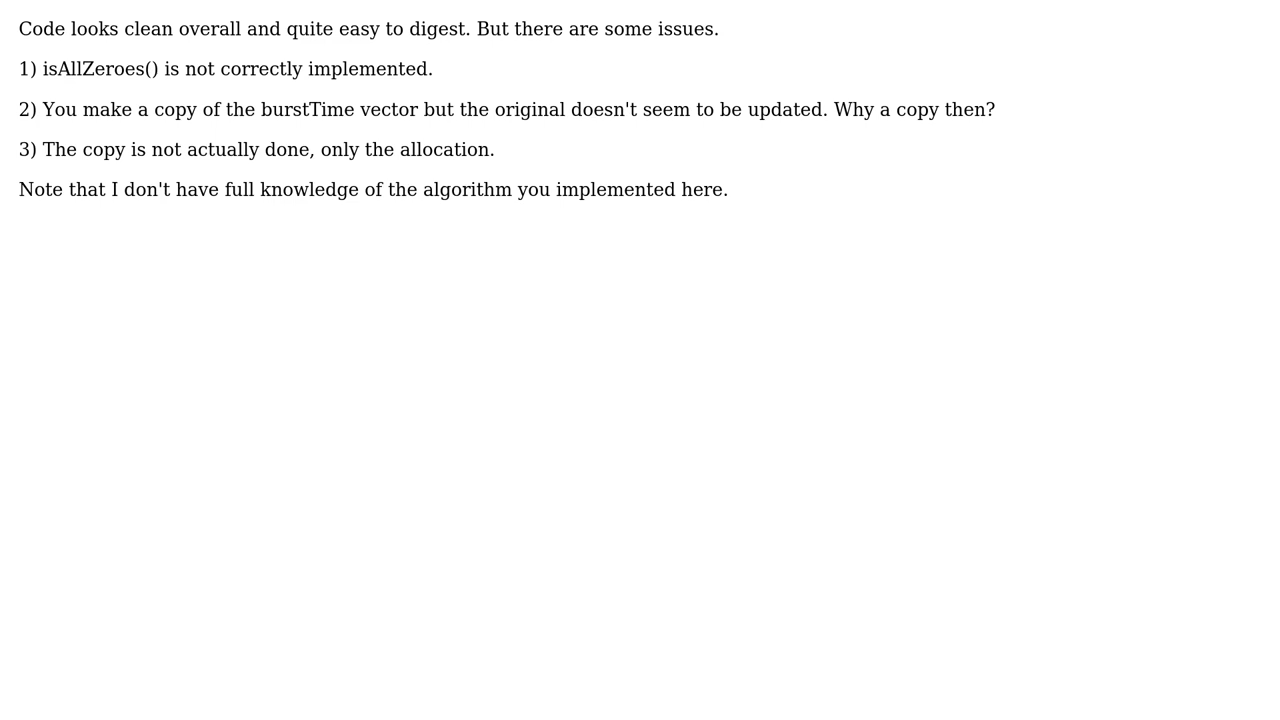 Code looks clean overall and quite easy to digest. But there are some issues.
1) isAllZeroes() is not correctly implemented.
2) You make a copy of the burstTime vector but the original doesn't seem to be updated. Why a copy then?
3) The copy is not actually done, only the allocation.
Note that I don't have full knowledge of the algorithm you implemented here.